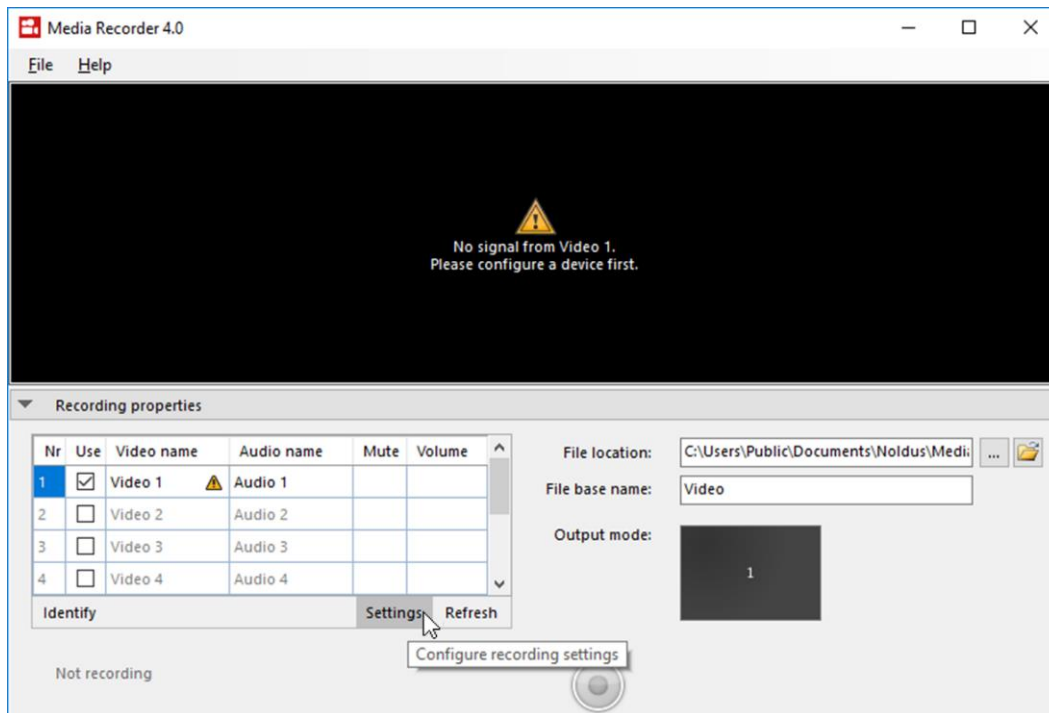 Media Recorder 4.0
File Help
No signal from Video 1.
Please configure a device first.
Recording properties
Nr Use Video name Audio name Mute Volume
1 Video 1 Audio 1
2 Video 2 Audio 2
3 Video 3 Audio 3
4 Video 4 Audio 4
Identify Settings Refresh
File location: C:\Users\Public\Documents\Noldus\Medi ...
File base name: Video
Output mode:
1
Configure recording settings
Not recording